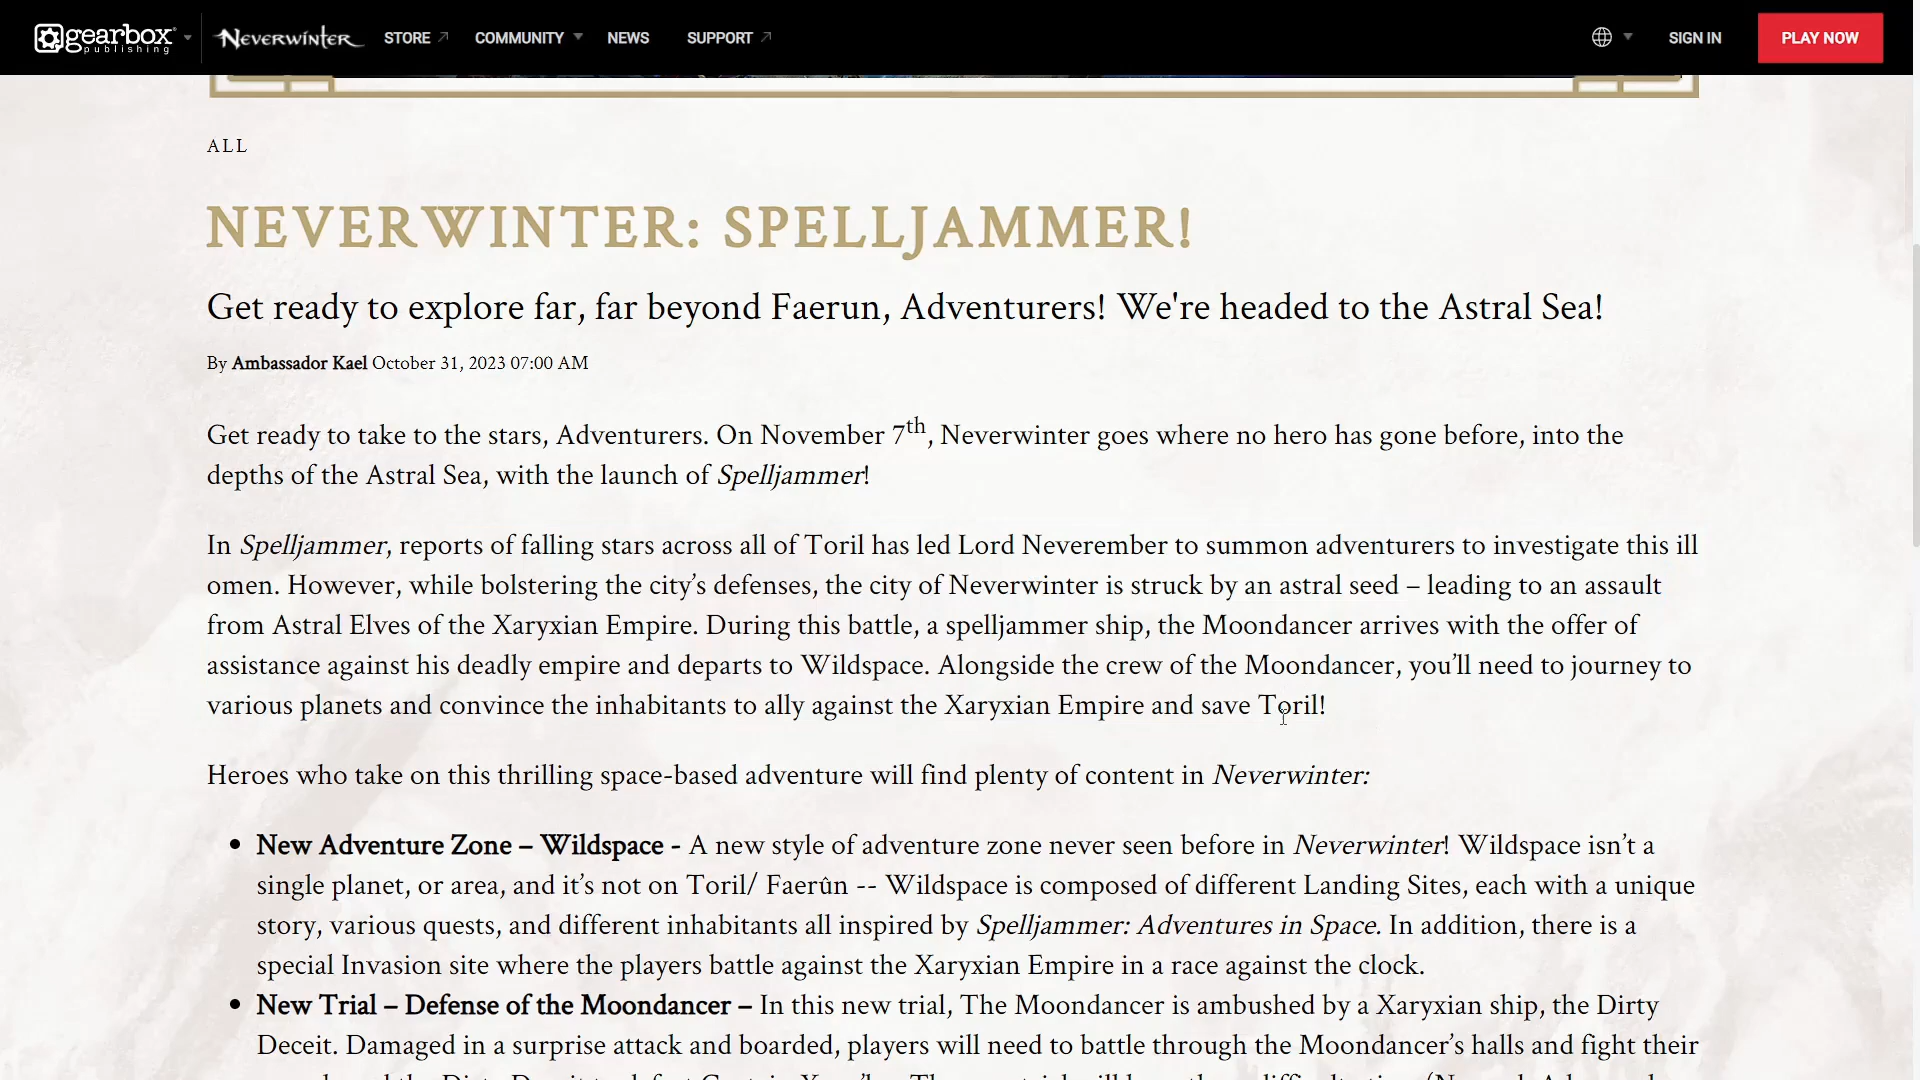 gearbox publishing NEVERWINTER STORE COMMUNITY NEWS SUPPORT SIGN IN PLAY NOW
ALL
NEVERWINTER: SPELLJAMMER!
Get ready to explore far, far beyond Faerun, Adventurers! We're headed to the Astral Sea!
By Ambassador Kael October 31, 2023 07:00 AM
Get ready to take to the stars, Adventurers. On November 7th, Neverwinter goes where no hero has gone before, into the
depths of the Astral Sea, with the launch of Spelljammer!
In Spelljammer, reports of falling stars across all of Toril has led Lord Neverember to summon adventurers to investigate this ill
omen. However, while bolstering the city’s defenses, the city of Neverwinter is struck by an astral seed – leading to an assault
from Astral Elves of the Xaryxian Empire. During this battle, a spelljammer ship, the Moondancer arrives with the offer of
assistance against his deadly empire and departs to Wildspace. Alongside the crew of the Moondancer, you’ll need to journey to
various planets and convince the inhabitants to ally against the Xaryxian Empire and save Toril!
Heroes who take on this thrilling space-based adventure will find plenty of content in Neverwinter:
• New Adventure Zone – Wildspace - A new style of adventure zone never seen before in Neverwinter! Wildspace isn’t a
single planet, or area, and it’s not on Toril/ Faerûn -- Wildspace is composed of different Landing Sites, each with a unique
story, various quests, and different inhabitants all inspired by Spelljammer: Adventures in Space. In addition, there is a
special Invasion site where the players battle against the Xaryxian Empire in a race against the clock.
• New Trial – Defense of the Moondancer – In this new trial, The Moondancer is ambushed by a Xaryxian ship, the Dirty
Deceit. Damaged in a surprise attack and boarded, players will need to battle through the Moondancer’s halls and fight their